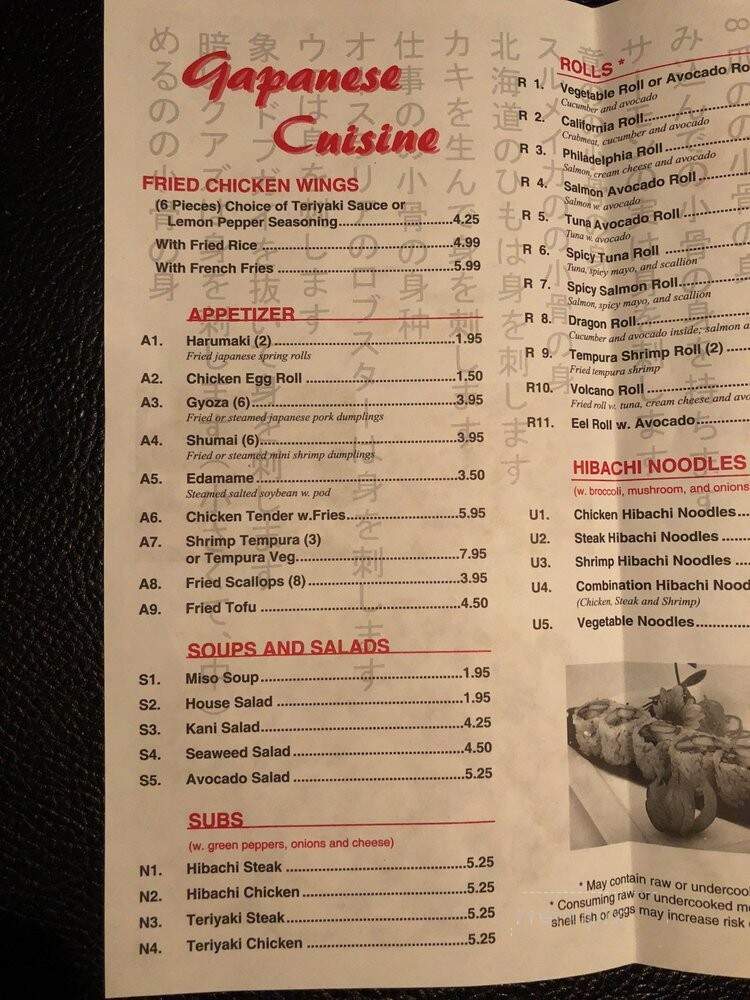 Gapanese
Cuisine
FRIED CHICKEN WINGS
(6 Pieces) Choice of Teriyaki Sauce or
Lemon Pepper Seasoning..........4.25
With Fried Rice..........4.99
With French Fries..........5.99
APPETIZER
A1. Harumaki (2)..........1.95
Fried japanese spring rolls
A2. Chicken Egg Roll..........1.50
A3. Gyoza (6)..........3.95
Fried or steamed japanese pork dumplings
A4. Shumai (6)..........3.95
Fried or steamed mini shrimp dumplings
A5. Edamame..........3.50
Steamed salted soybean w. pod
A6. Chicken Tender w.Fries..........5.95
A7. Shrimp Tempura (3)
or Tempura Veg..........7.95
A8. Fried Scallops (8)..........3.95
A9. Fried Tofu..........4.50
SOUPS AND SALADS
S1. Miso Soup..........1.95
S2. House Salad..........1.95
S3. Kani Salad..........4.25
S4. Seaweed Salad..........4.50
S5. Avocado Salad..........5.25
SUBS
(w. green peppers, onions and cheese)
N1. Hibachi Steak..........5.25
N2. Hibachi Chicken..........5.25
N3. Teriyaki Steak..........5.25
N4. Teriyaki Chicken..........5.25
ROLLS *
R 1. Vegetable Roll or Avocado Ro
Cucumber and avocado
R 2. California Roll..........
Crabmeat, cucumber and avocado
R 3. Philadelphia Roll..........
Salmon, cream cheese and avocado
R 4. Salmon Avocado Roll..........
Salmon w. avocado
R 5. Tuna Avocado Roll..........
Tuna w. avocado
R 6. Spicy Tuna Roll..........
Tuna, spicy mayo, and scallion
R 7. Spicy Salmon Roll..........
Salmon, spicy mayo, and scallion
R 8. Dragon Roll..........
Cucumber and avocado inside; salmon a
R 9. Tempura Shrimp Roll (2)..........
Fried tempura shrimp
R10. Volcano Roll..........
Fried roll w. tuna, cream cheese and avo
R11. Eel Roll w. Avocado..........
HIBACHI NOODLES
(w. broccoli, mushroom, and onions
U1. Chicken Hibachi Noodles..........
U2. Steak Hibachi Noodles..........
U3. Shrimp Hibachi Noodles..........
U4. Combination Hibachi Nood
(Chicken, Steak and Shrimp)
U5. Vegetable Noodles..........
* May contain raw or undercoo
* Consuming raw or undercooked me
shell fish or eggs may increase risk